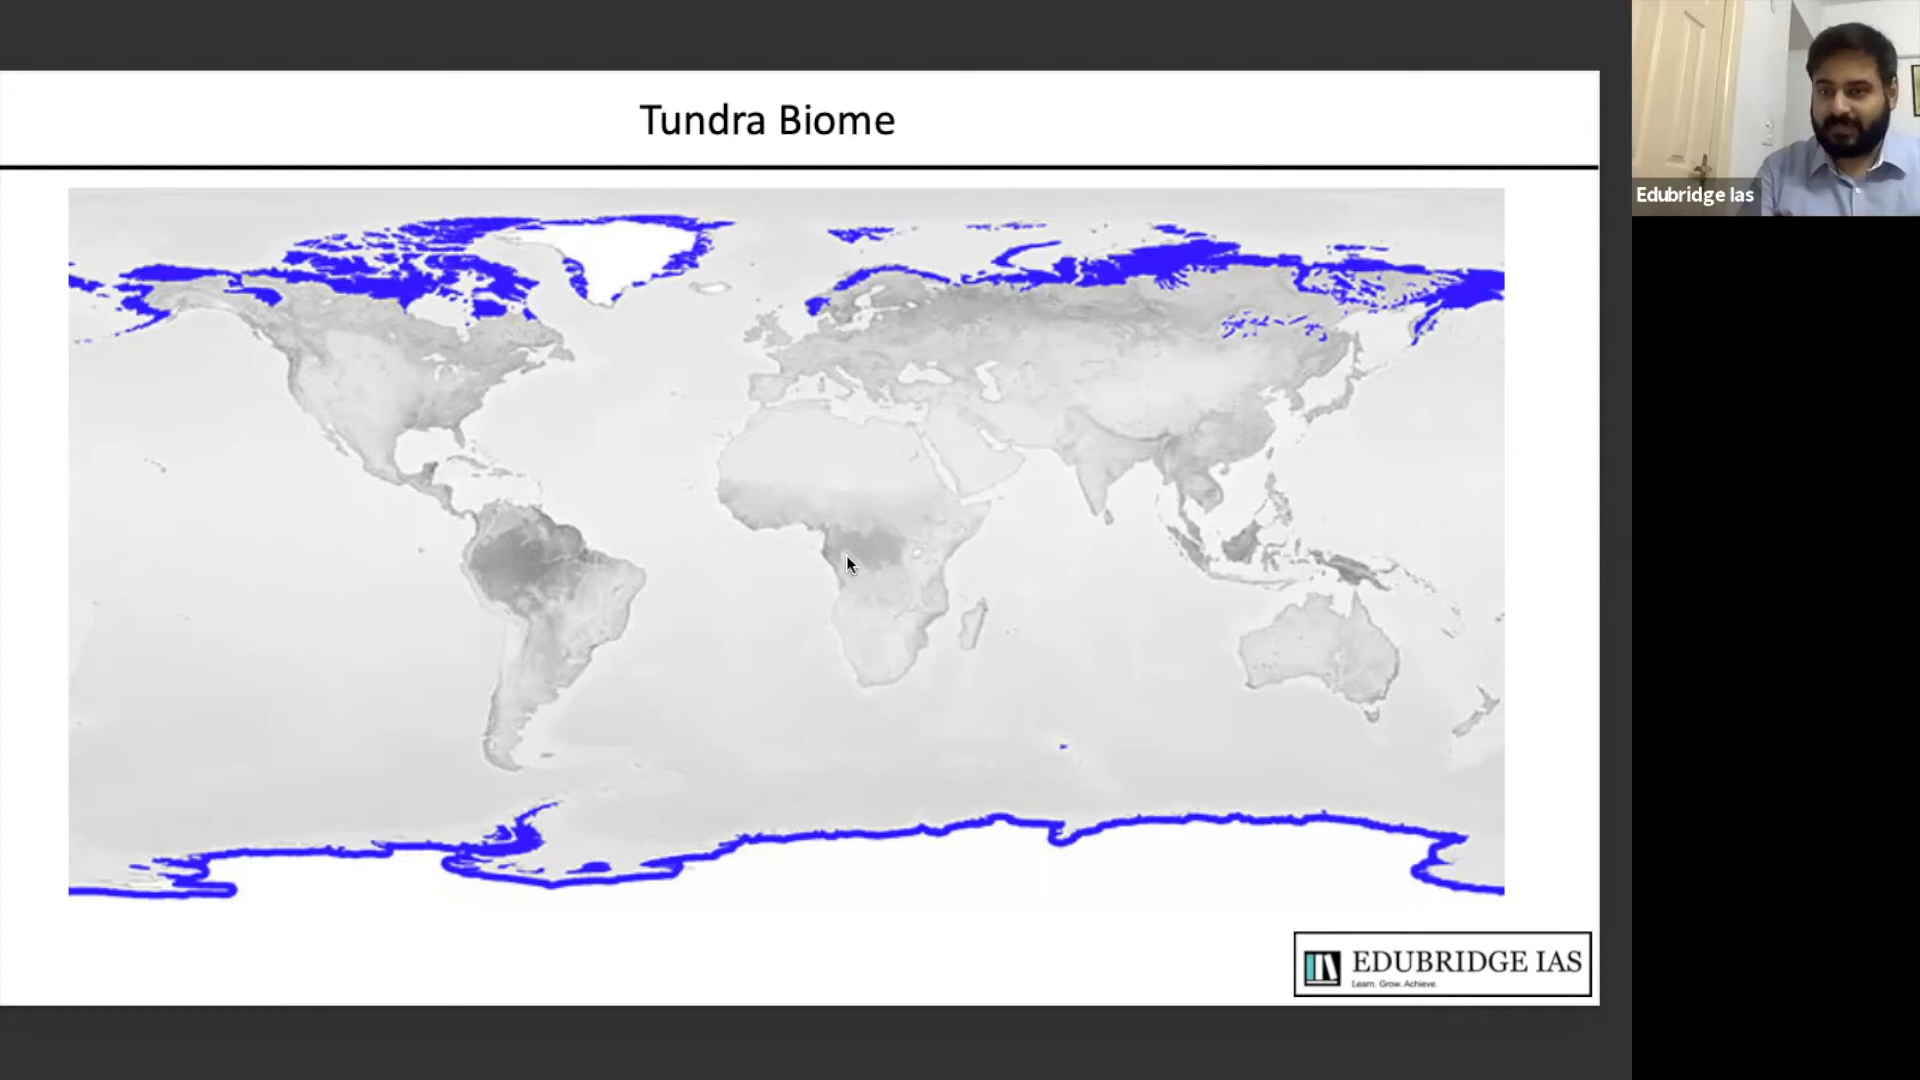 Tundra Biome
Edubridge Ias
EDUBRIDGE IAS
Learn. Grow. Achieve.